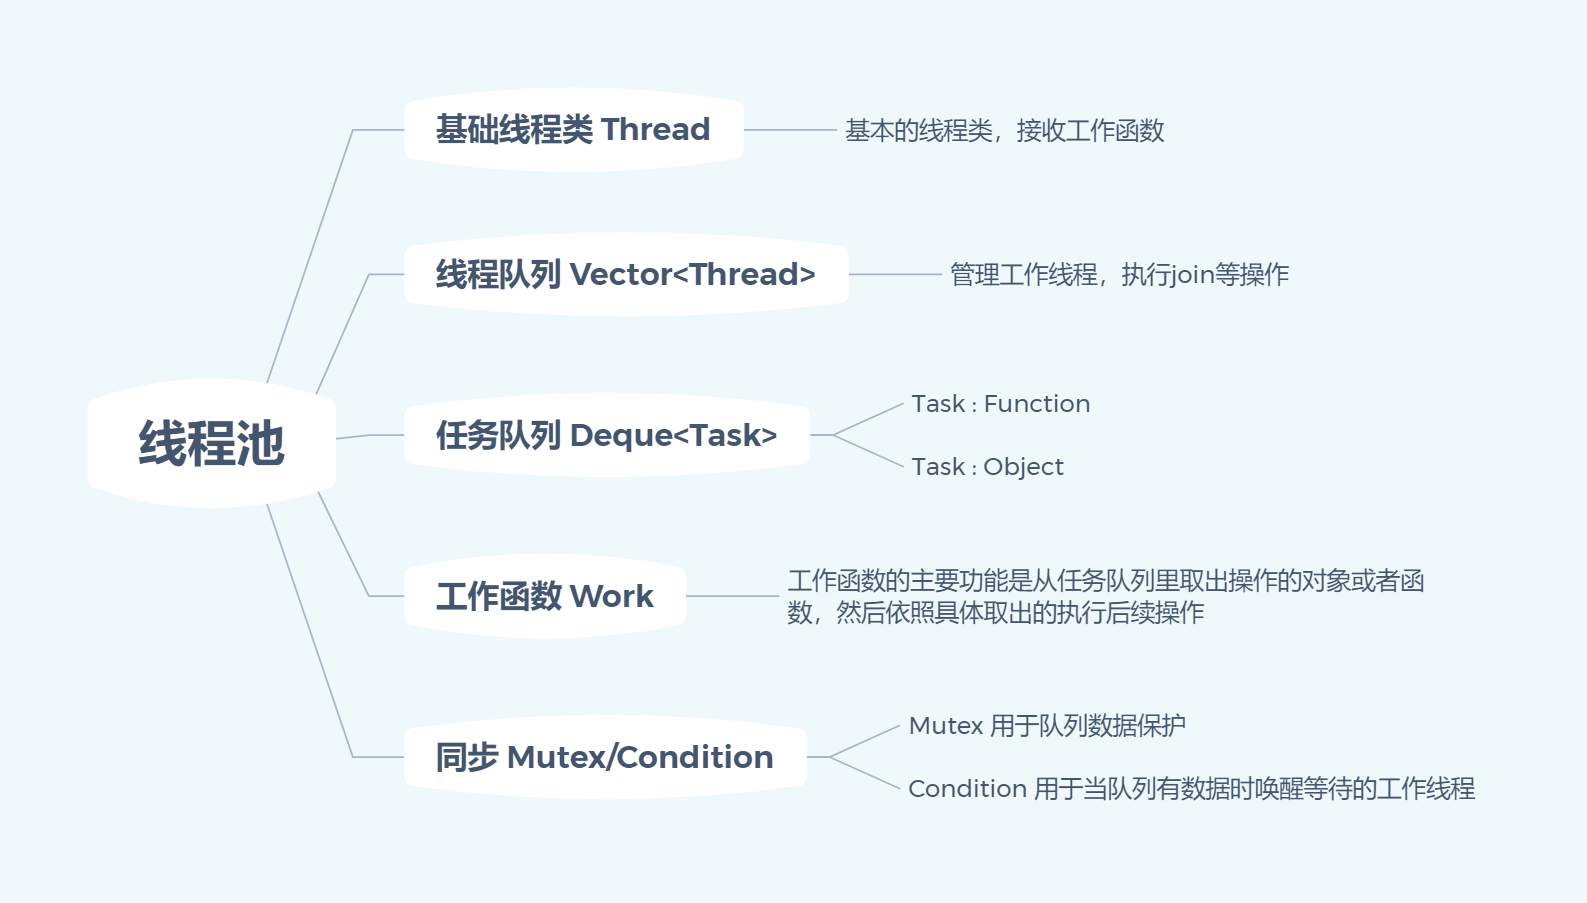 线程池
基础线程类 Thread
基本的线程类，接收工作函数
线程队列 Vector<Thread>
管理工作线程，执行join等操作
任务队列 Deque<Task>
Task : Function
Task : Object
工作函数 Work
工作函数的主要功能是从任务队列里取出操作的对象或者函
数，然后依照具体取出的执行后续操作
同步 Mutex/Condition
Mutex 用于队列数据保护
Condition 用于当队列有数据时唤醒等待的工作线程